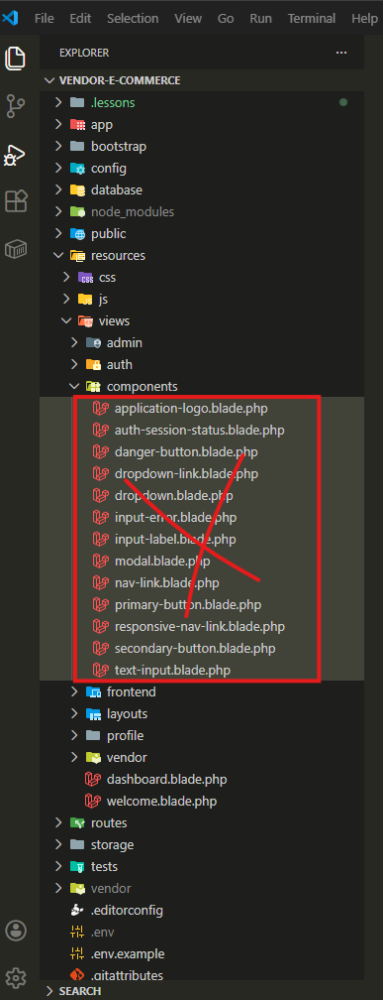 File Edit Selection View Go Run Terminal Help
EXPLORER
VENDOR-E-COMMERCE
.lessons
app
bootstrap
config
database
node_modules
public
resources
css
js
views
admin
auth
components
application-logo.blade.php
auth-session-status.blade.php
danger-button.blade.php
dropdown-link.blade.php
dropdown.blade.php
input-error.blade.php
input-label.blade.php
modal.blade.php
nav-link.blade.php
primary-button.blade.php
responsive-nav-link.blade.php
secondary-button.blade.php
text-input.blade.php
frontend
layouts
profile
vendor
dashboard.blade.php
welcome.blade.php
routes
storage
tests
vendor
.editorconfig
.env
.env.example
.gitattributes
SEARCH